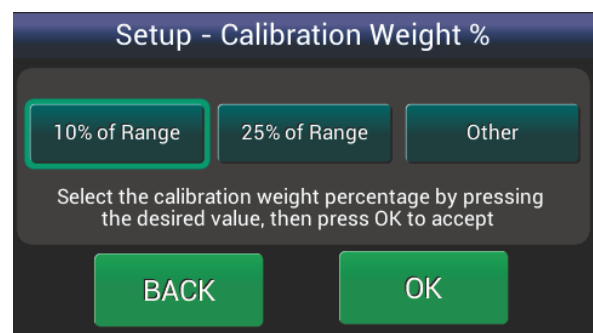 Setup - Calibration Weight %
10% of Range
25% of Range
Other
Select the calibration weight percentage by pressing
the desired value, then press OK to accept
BACK
OK